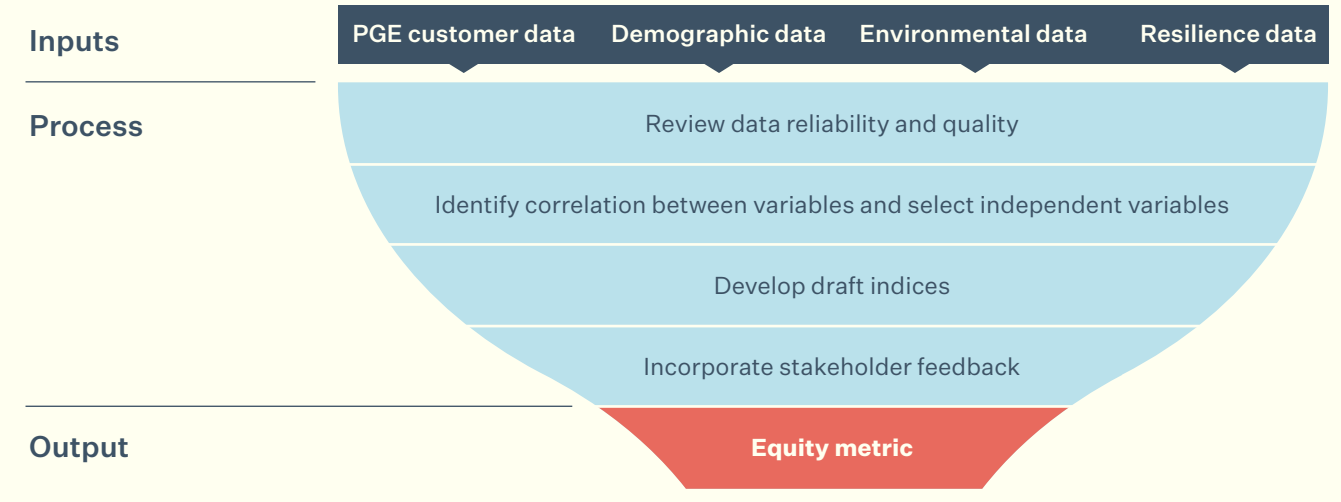 Inputs
PGE customer data
Demographic data
Environmental data
Resilience data
Process
Review data reliability and quality
Identify correlation between variables and select independent variables
Develop draft indices
Incorporate stakeholder feedback
Output
Equity metric